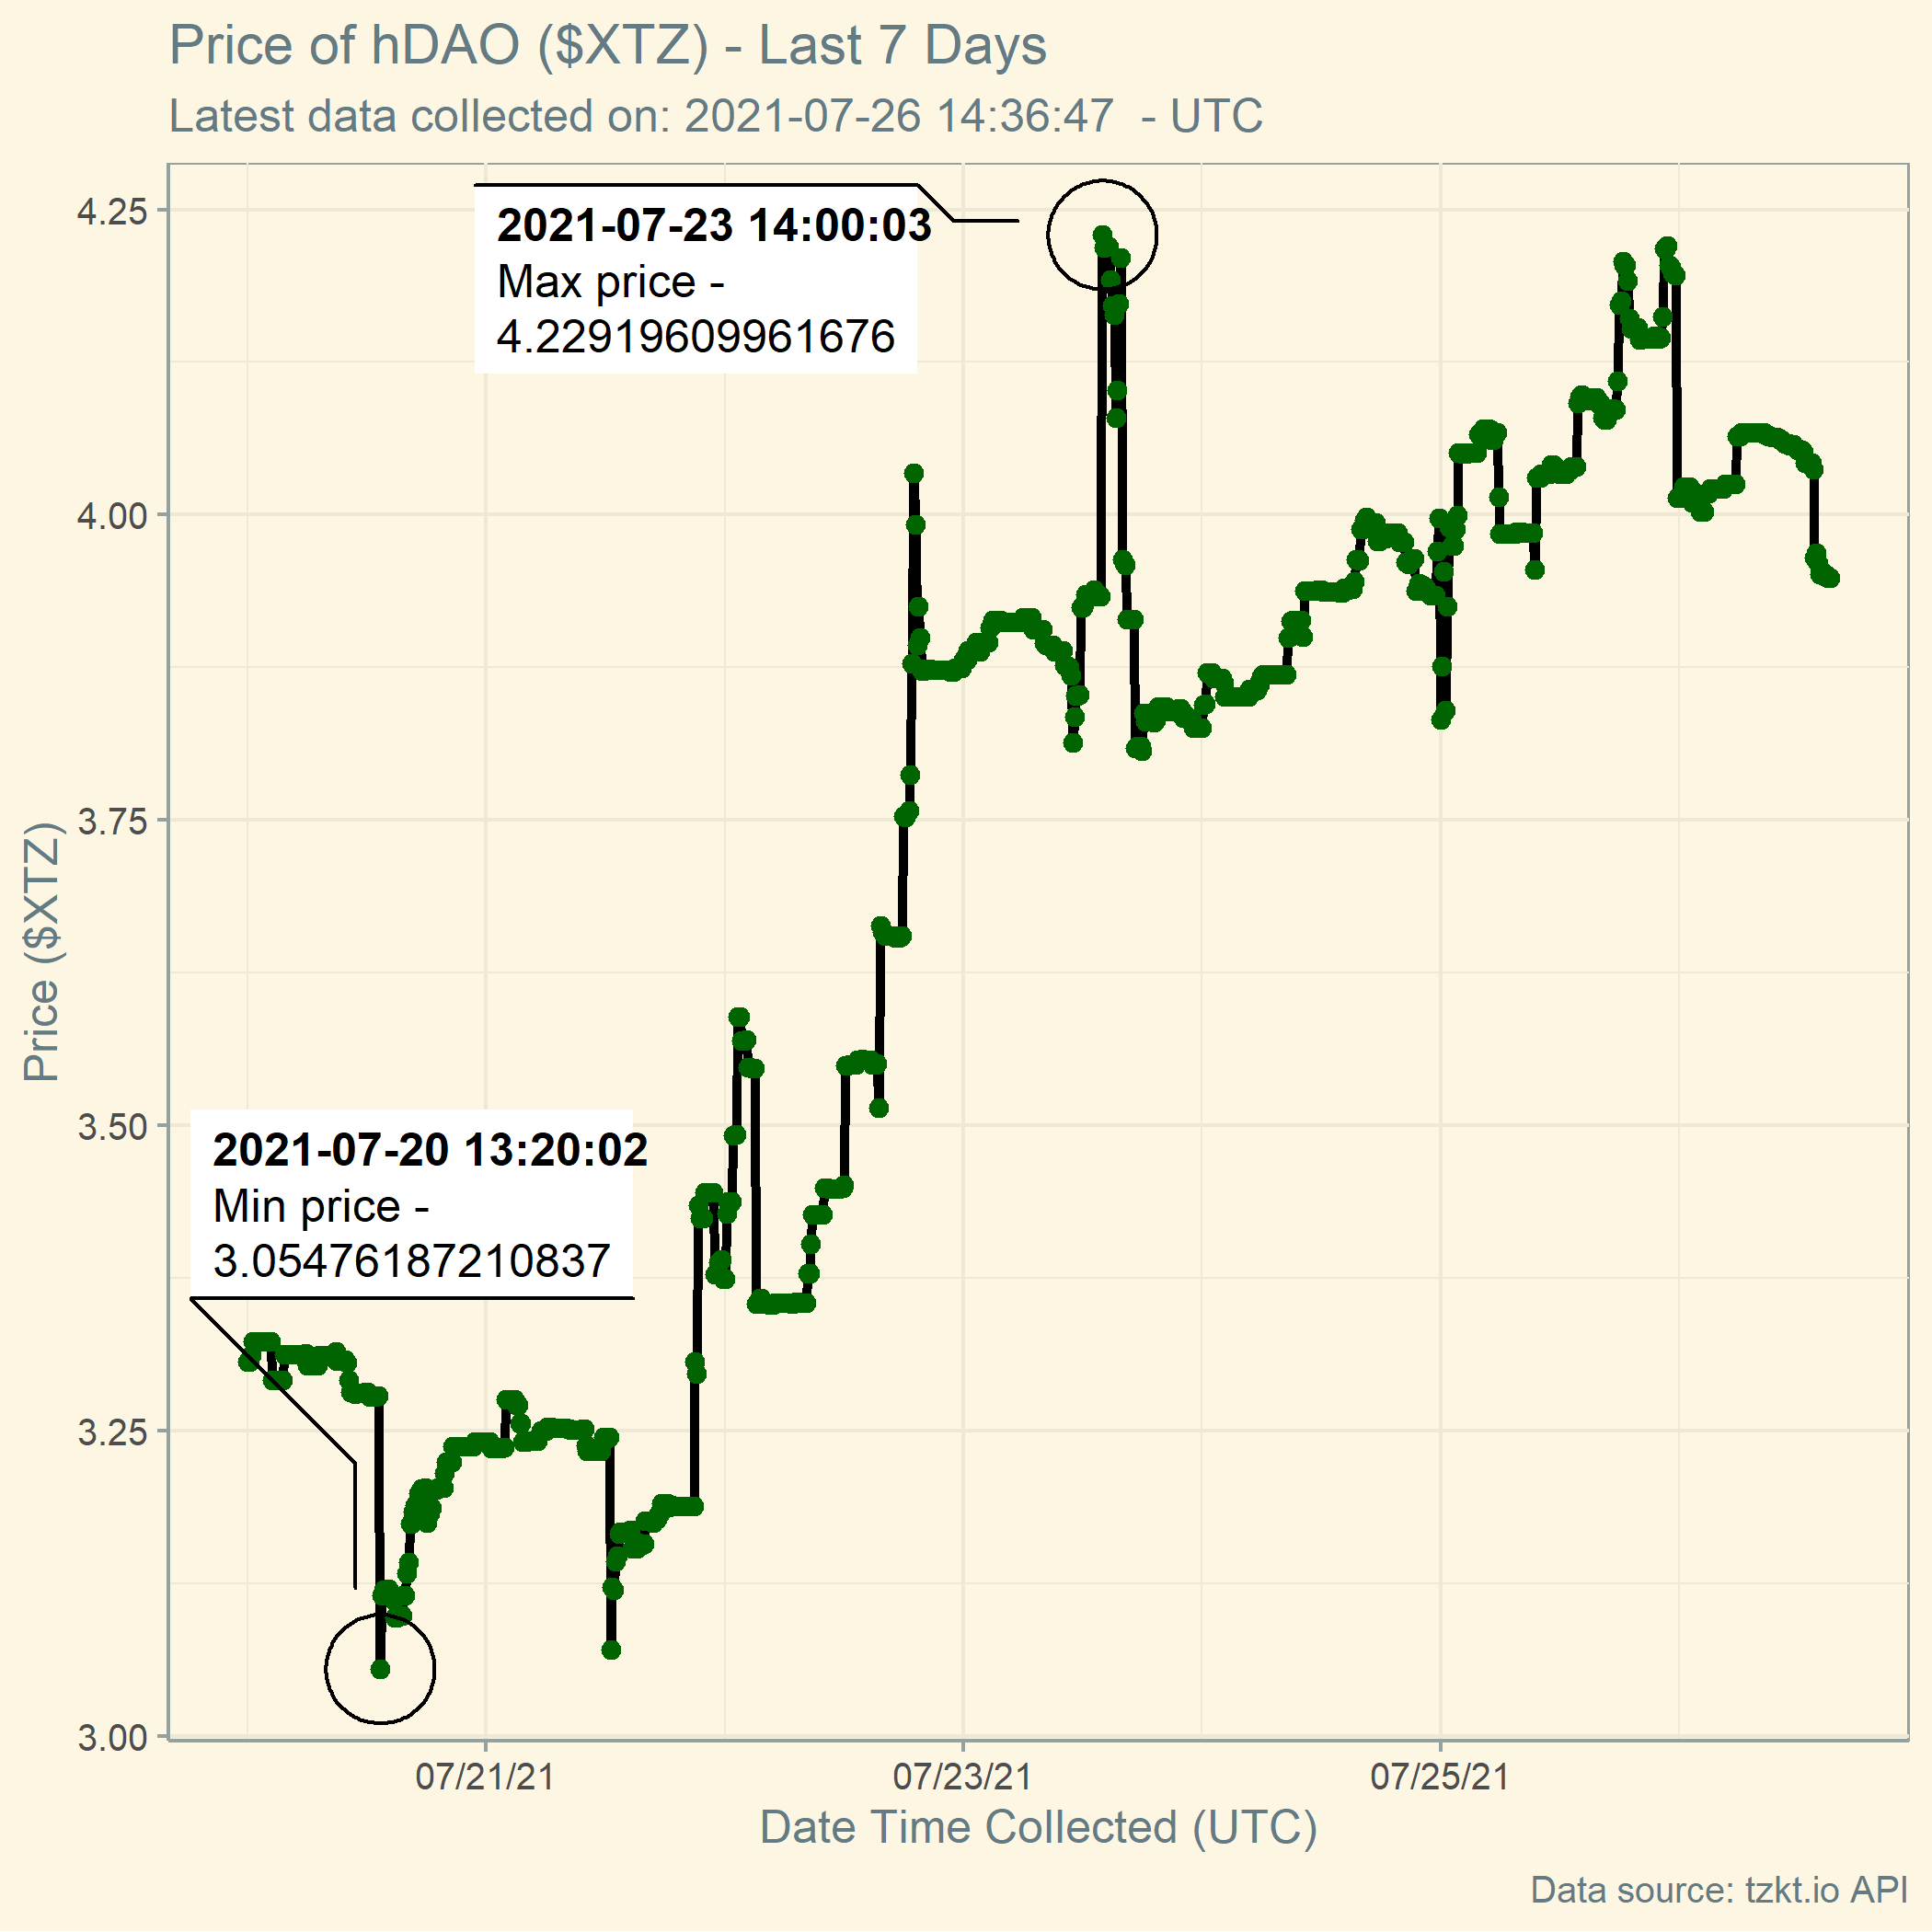 Price of hDAO ($XTZ) - Last 7 Days
Latest data collected on: 2021-07-26 14:36:47  - UTC
4.25
4.00
3.75
3.50
3.25
3.00
Price ($XTZ)
2021-07-23 14:00:03
Max price -
4.22919609961676
2021-07-20 13:20:02
Min price -
3.05476187210837
07/21/21
07/23/21
07/25/21
Date Time Collected (UTC)
Data source: tzkt.io API